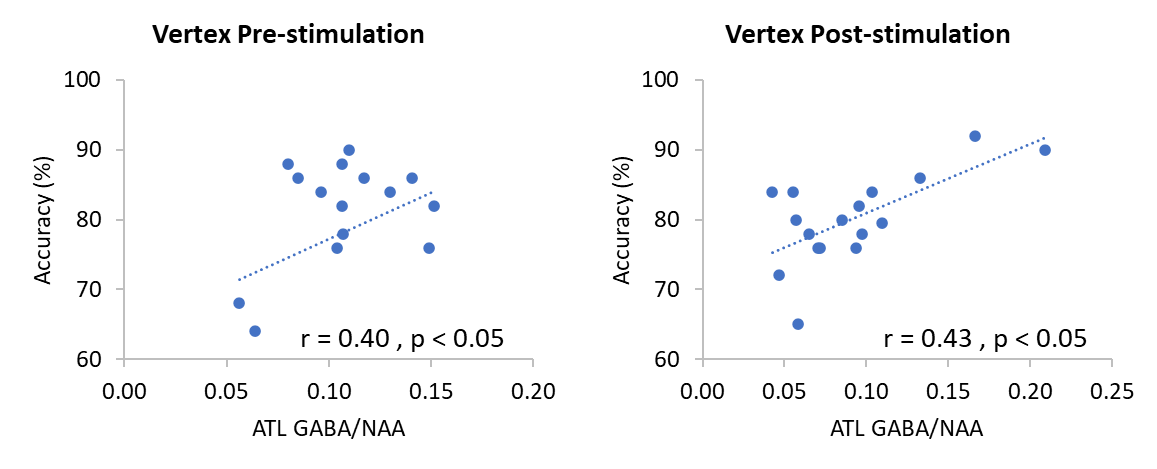 Vertex Pre-stimulation
100
90
80
70
60
Accuracy (%)
r = 0.40 , p < 0.05
0.00 0.05 0.10 0.15 0.20
ATL GABA/NAA
Vertex Post-stimulation
100
90
80
70
60
Accuracy (%)
r = 0.43 , p < 0.05
0.00 0.05 0.10 0.15 0.20 0.25
ATL GABA/NAA